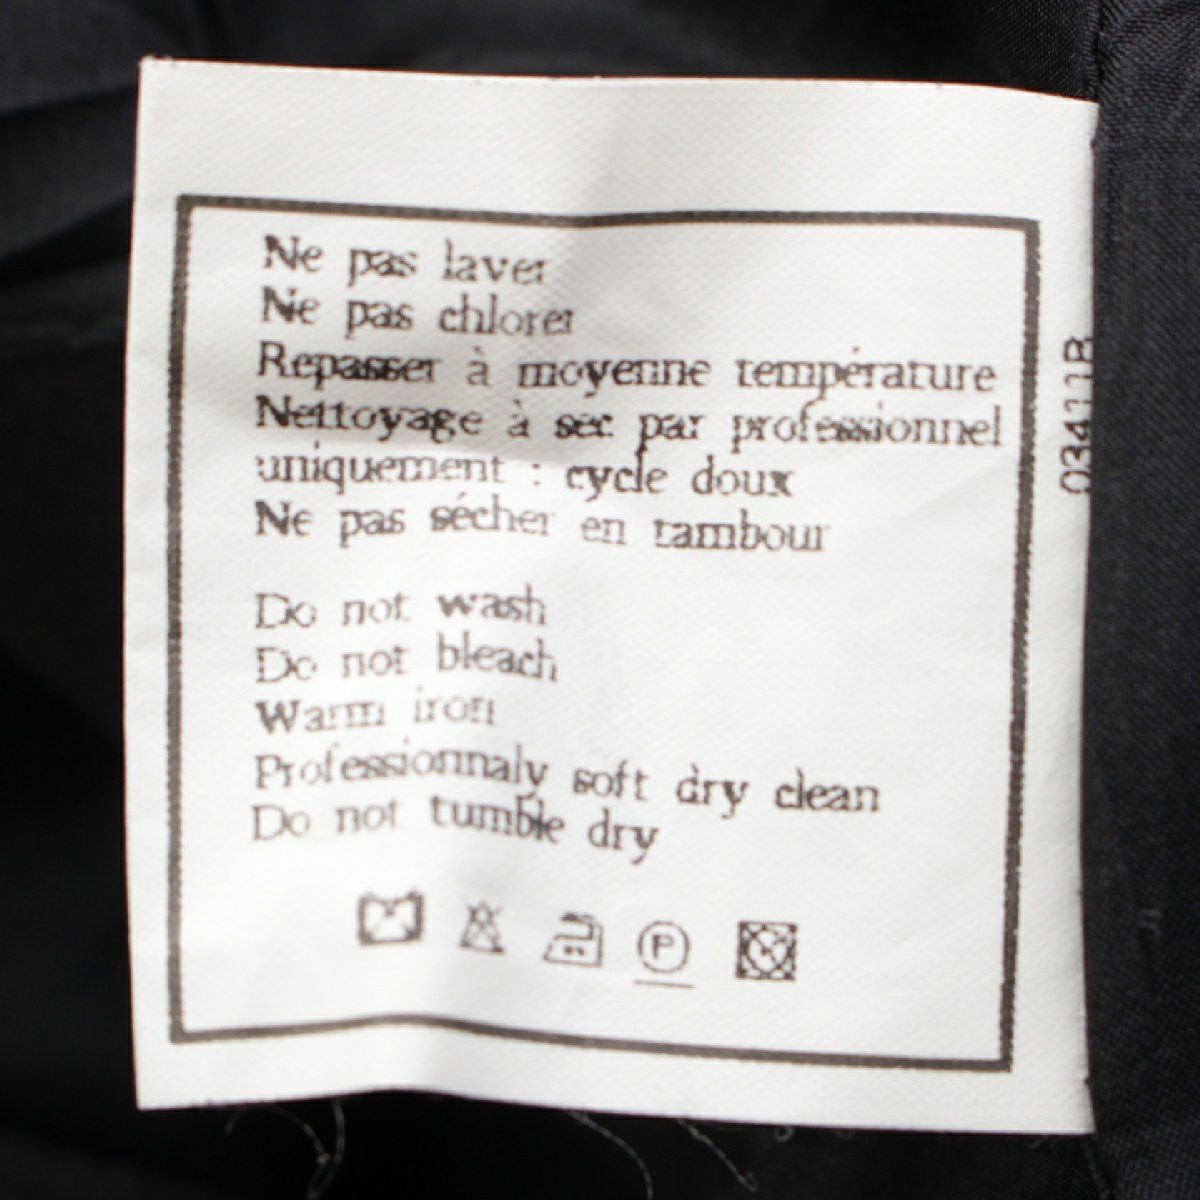 Ne pas laver
Ne pas chlorer
Repasser à moyenne température
Nettoyage à sec par professionnel
uniquement : cycle doux
Ne pas sécher en tambour
Do not wash
Do not bleach
Warm iron
Professionnaly soft dry clean
Do not tumble dry
P
03411B